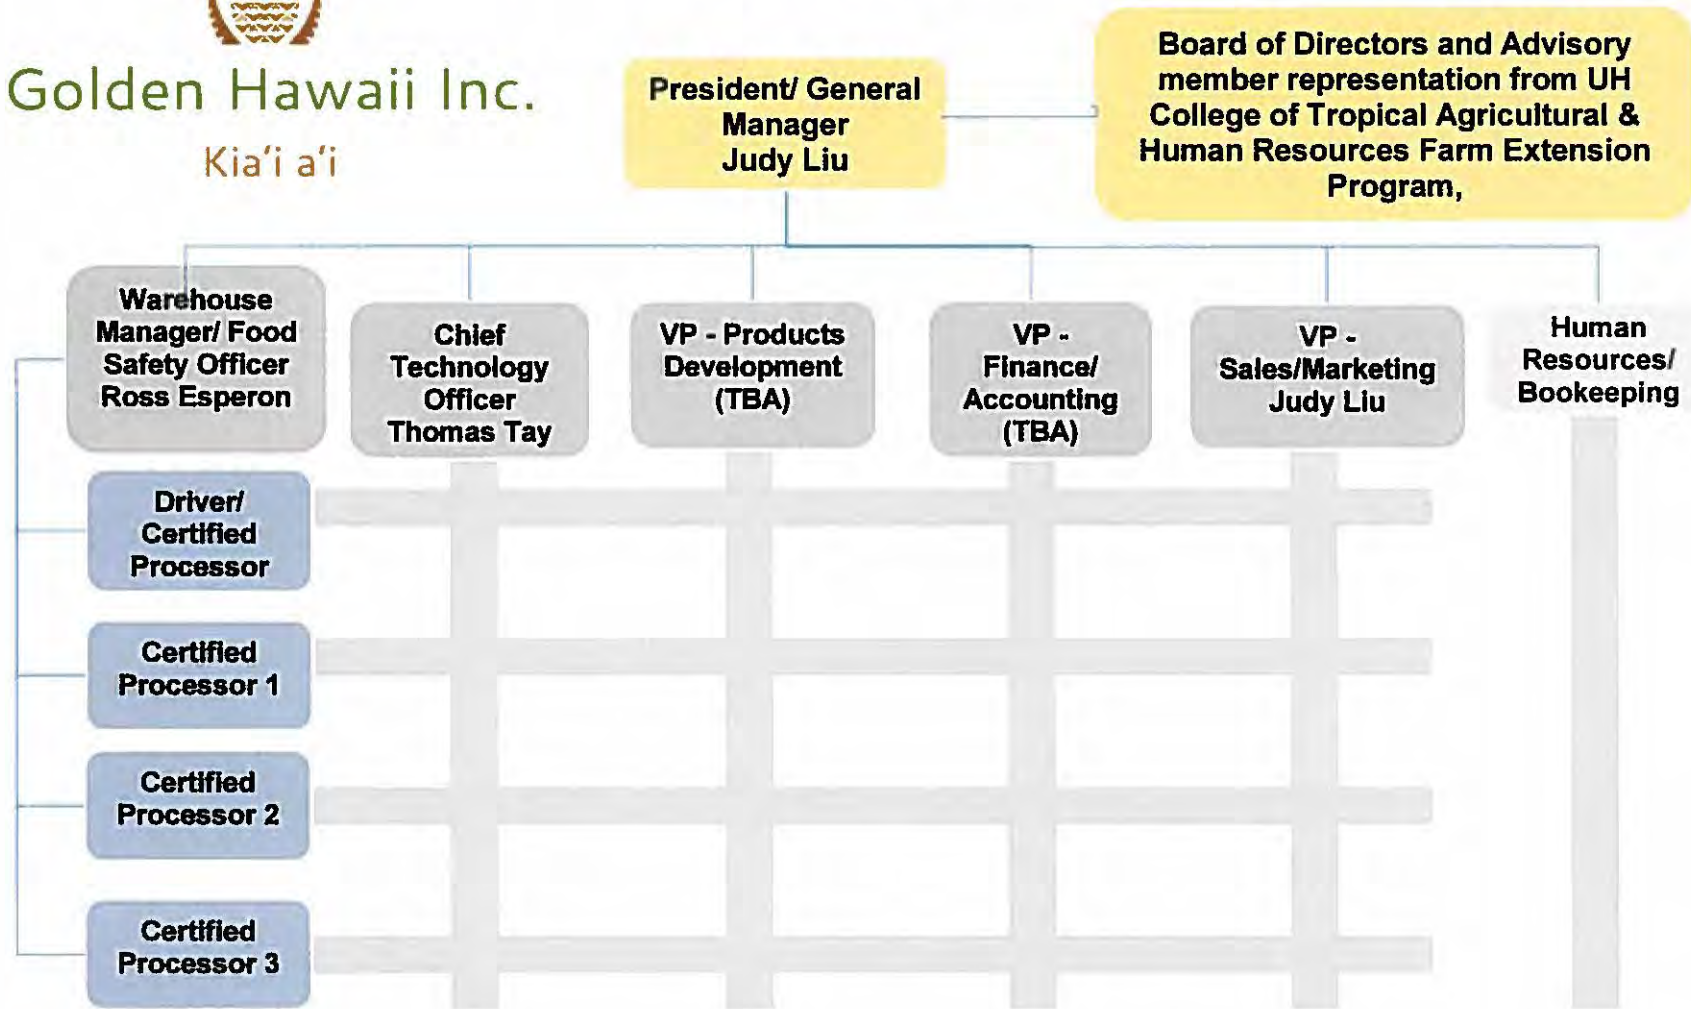 Golden Hawaii Inc.
Kia'i a'i
President/ General
Manager
Judy Liu
Board of Directors and Advisory
member representation from UH
College of Tropical Agricultural &
Human Resources Farm Extension
Program,
Warehouse
Manager/ Food
Safety Officer
Ross Esperon
Chief
Technology
Officer
Thomas Tay
VP - Products
Development
(TBA)
VP -
Finance/
Accounting
(TBA)
VP -
Sales/Marketing
Judy Liu
Human
Resources/
Bookeeping
Driver/
Certified
Processor
Certified
Processor 1
Certified
Processor 2
Certified
Processor 3